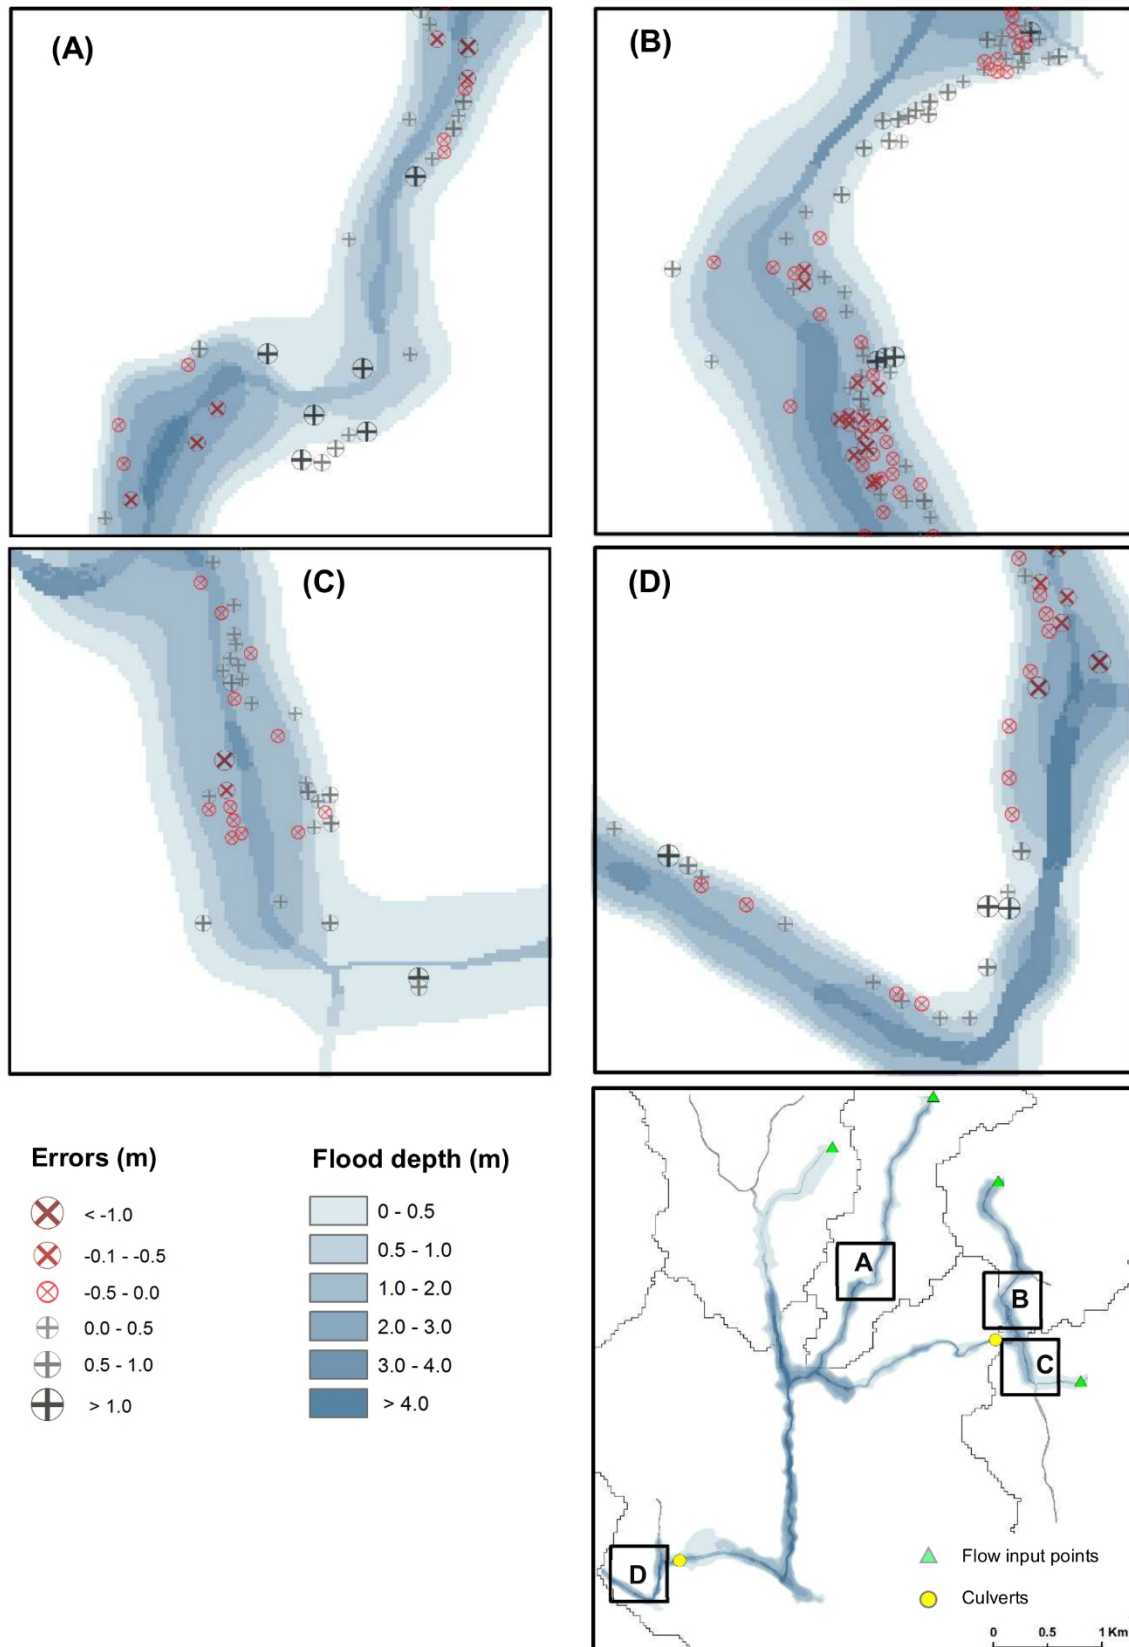 (A)
(B)
(C)
(D)
Errors (m)
< -1.0
-0.1 - -0.5
-0.5 - 0.0
0.0 - 0.5
0.5 - 1.0
> 1.0
Flood depth (m)
0 - 0.5
0.5 - 1.0
1.0 - 2.0
2.0 - 3.0
3.0 - 4.0
> 4.0
A
B
C
D
Flow input points
Culverts
0 0.5 1 Km